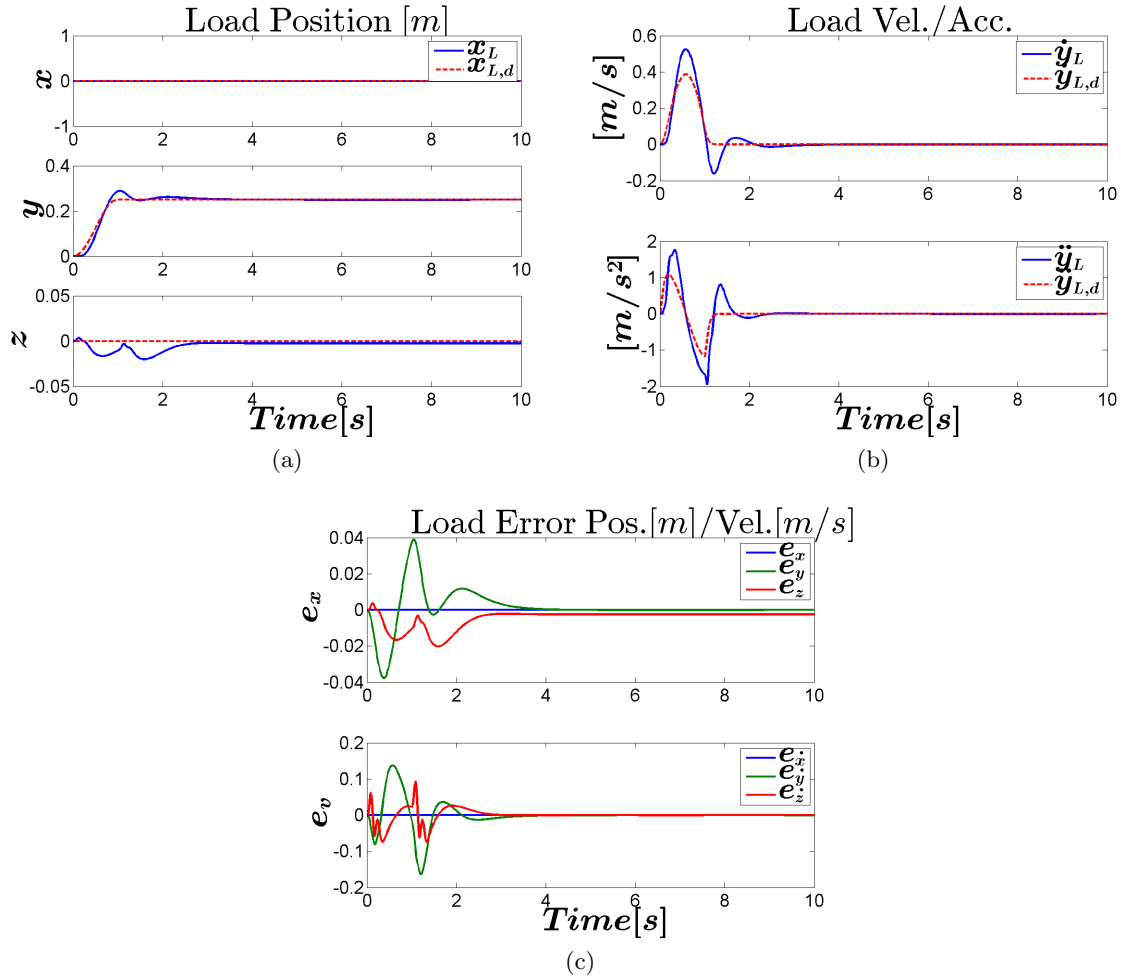 Load Position [m]
x
1
0
-1
x_L
x_{L,d}
0 2 4 6 8 10
y
0.4
0.2
0
0 2 4 6 8 10
z
0.05
0
-0.05
0 2 4 6 8 10
Time[s]
(a)
Load Vel./Acc.
[m/s]
0.6
0.4
0.2
0
-0.2
ẏ_L
ẏ_{L,d}
0 2 4 6 8 10
[m/s²]
2
1
0
-1
-2
ÿ_L
ÿ_{L,d}
0 2 4 6 8 10
Time[s]
(b)
Load Error Pos.[m]/Vel.[m/s]
e_x
0.04
0.02
0
-0.02
-0.04
e_x
e_y
e_z
0 2 4 6 8 10
e_v
0.2
0.1
0
-0.1
-0.2
e_ẋ
e_ẏ
e_ż
0 2 4 6 8 10
Time[s]
(c)